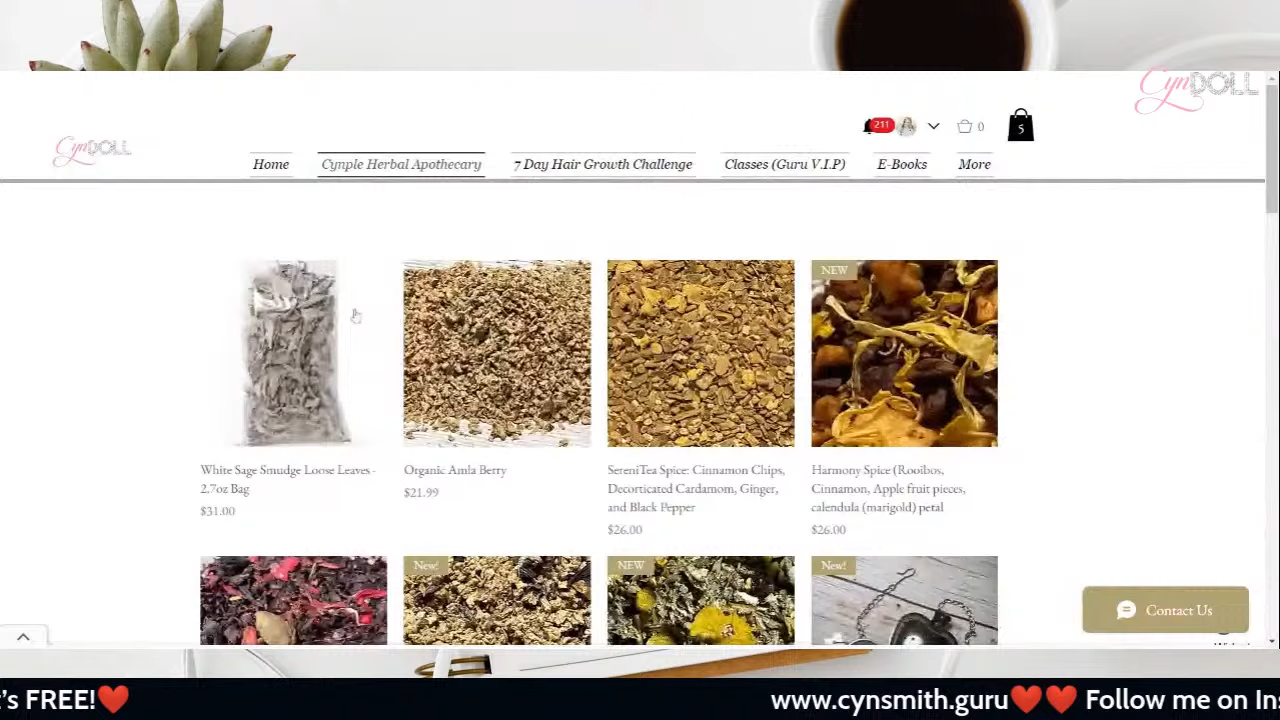 CynDOLL
211
0
5
CynDOLL
Home
Cynple Herbal Apothecary
7 Day Hair Growth Challenge
Classes (Guru V.I.P)
E-Books
More
NEW
White Sage Smudge Loose Leaves -
2.7oz Bag
$31.00
Organic Amla Berry
$21.99
SereniTea Spice: Cinnamon Chips,
Decorticated Cardamom, Ginger,
and Black Pepper
$26.00
Harmony Spice (Rooibos,
Cinnamon, Apple fruit pieces,
calendula (marigold) petal
$26.00
New!
NEW
New!
Contact Us
t's FREE!❤️ www.cynsmith.guru❤️❤️ Follow me on Ins